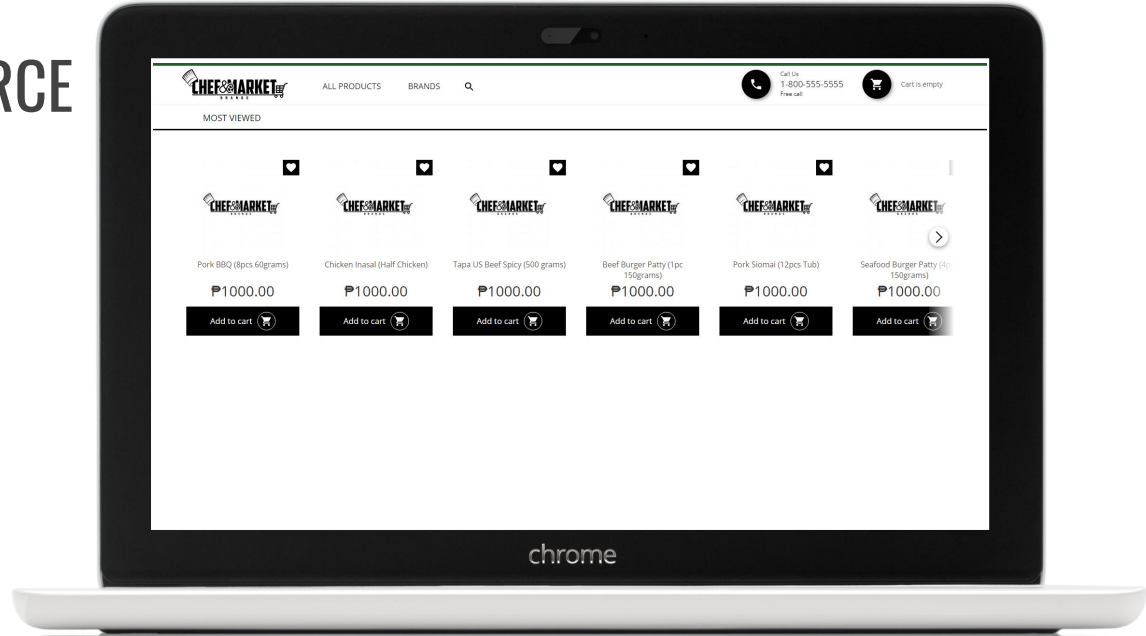 RCE
CHEF&MARKET
BRANDS
ALL PRODUCTS
BRANDS
Call Us
1-800-555-5555
Free call
Cart is empty
MOST VIEWED
CHEF&MARKET
CHEF&MARKET
CHEF&MARKET
CHEF&MARKET
CHEF&MARKET
CHEF&MARKET
Pork BBQ (8pcs 60grams)
₱1000.00
Add to cart
Chicken Inasal (Half Chicken)
₱1000.00
Add to cart
Tapa US Beef Spicy (500 grams)
₱1000.00
Add to cart
Beef Burger Patty (1pc
150grams)
₱1000.00
Add to cart
Pork Siomai (12pcs Tub)
₱1000.00
Add to cart
Seafood Burger Patty (4p
150grams)
₱1000.00
Add to cart
chrome